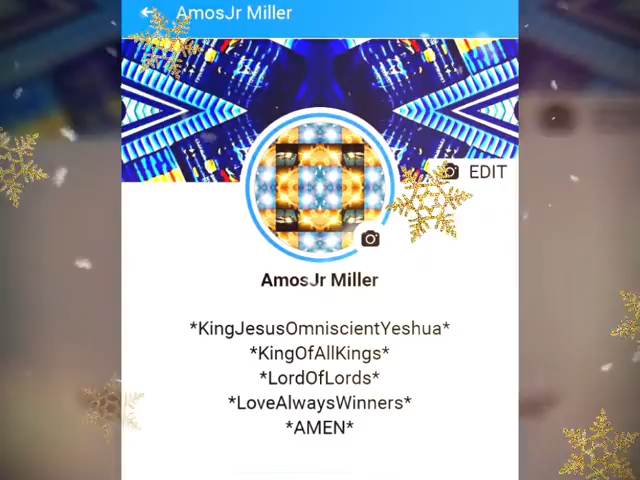 AmosJr Miller
EDIT
AmosJr Miller
*KingJesusOmniscientYeshua*
*KingOfAllKings*
*LordOfLords*
*LoveAlwaysWinners*
*AMEN*